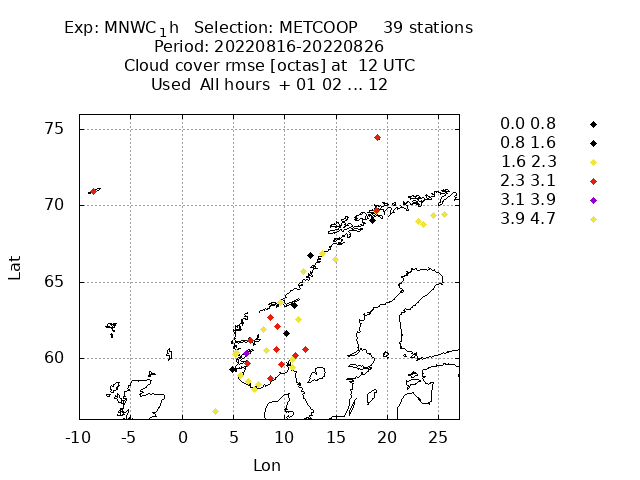 Exp: MNWC₁h Selection: METCOOP 39 stations
Period: 20220816-20220826
Cloud cover rmse [octas] at 12 UTC
Used All hours + 01 02 ... 12
0.0 0.8
0.8 1.6
1.6 2.3
2.3 3.1
3.1 3.9
3.9 4.7
75
70
65
60
Lat
-10 -5 0 5 10 15 20 25
Lon